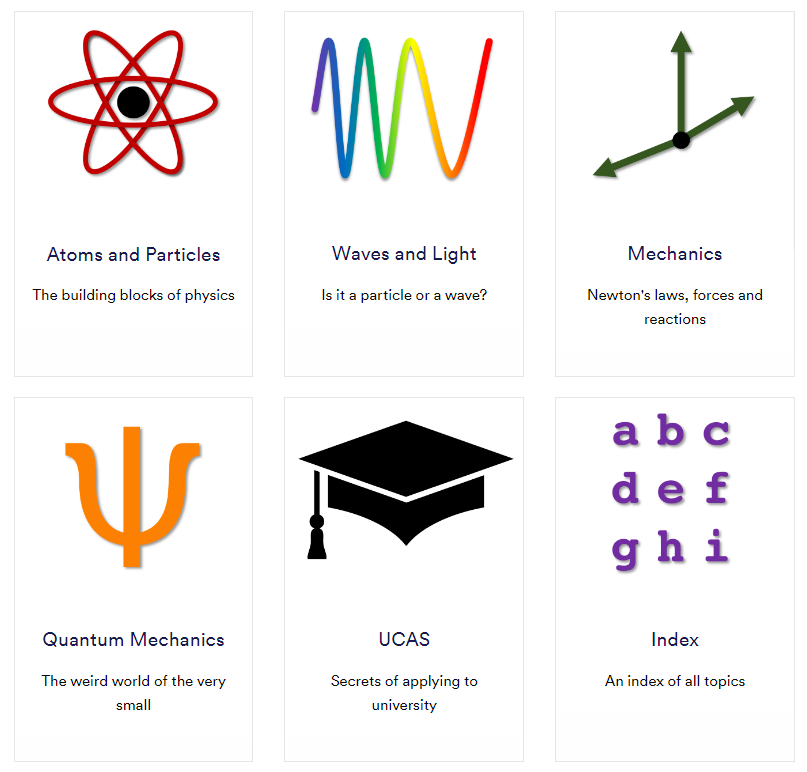 Atoms and Particles
The building blocks of physics
Waves and Light
Is it a particle or a wave?
Mechanics
Newton's laws, forces and
reactions
ψ
Quantum Mechanics
The weird world of the very
small
UCAS
Secrets of applying to
university
a b c
d e f
g h i
Index
An index of all topics